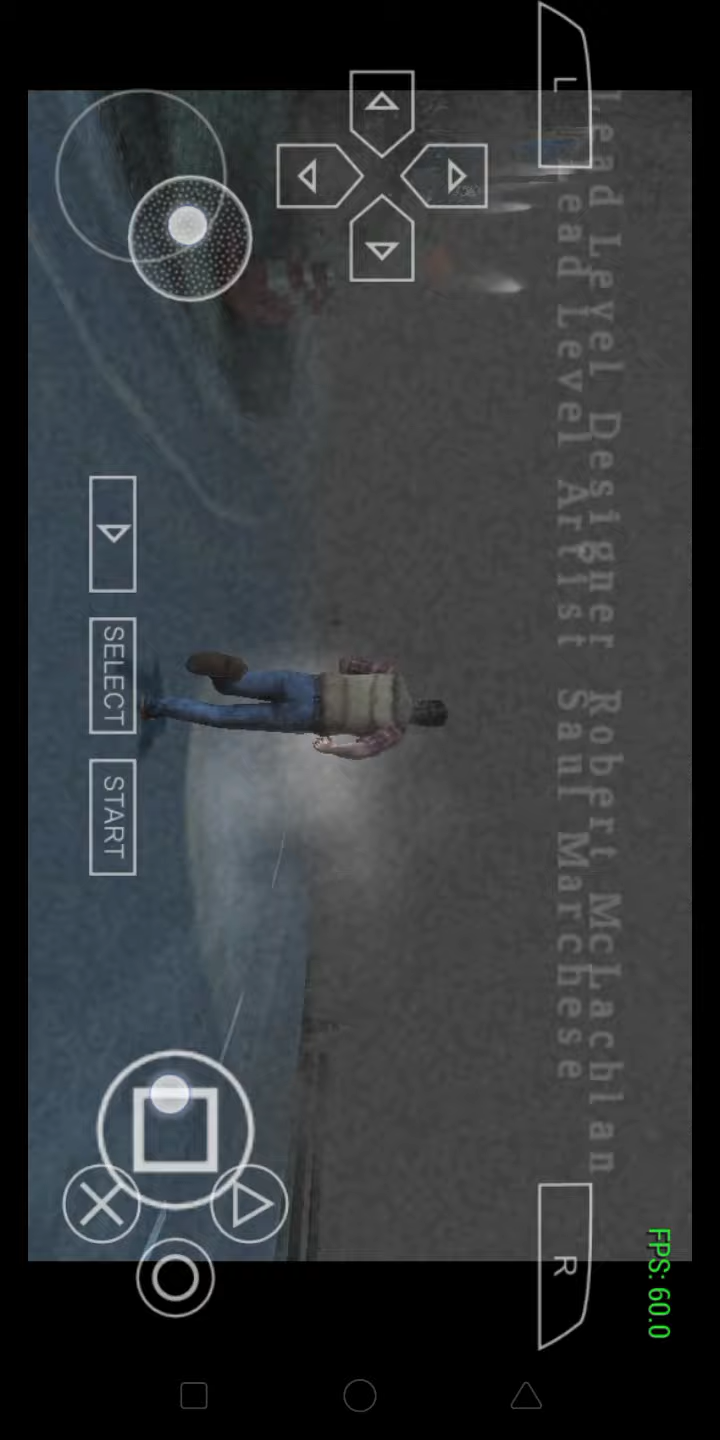 L
Lead Level Designer Robert McLachlan
Lead Level Artist Saul Marchese
SELECT
START
R
FPS: 60.0